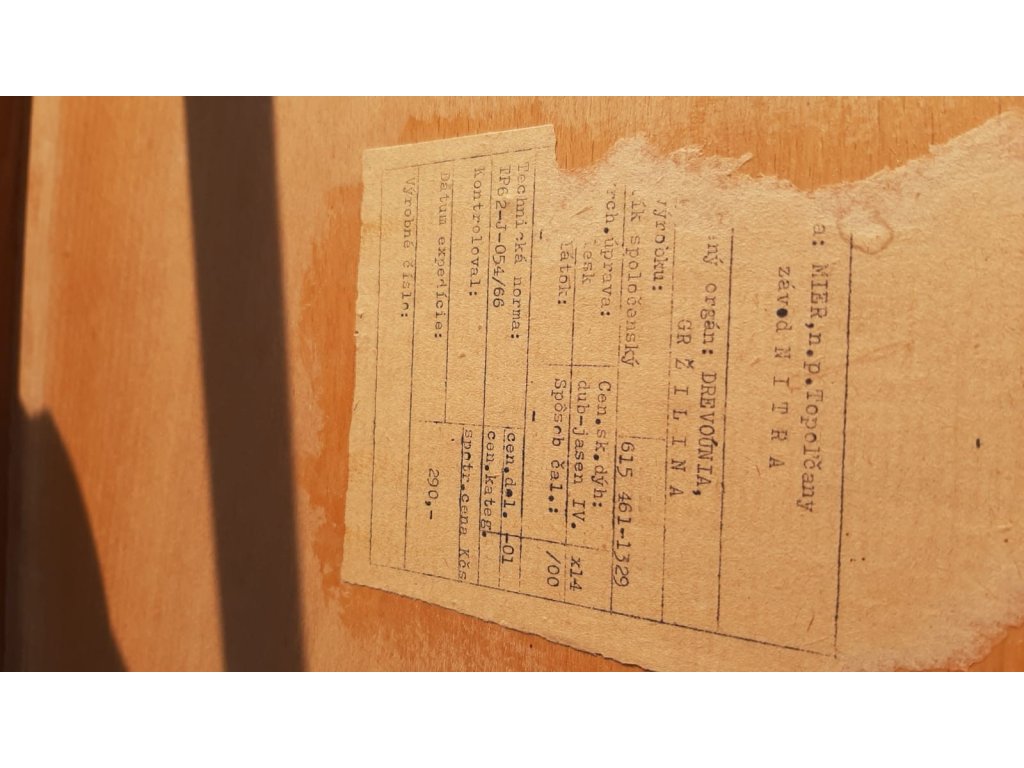 a: MIER,n.p.Topoľčany
závod N I T R A
ný orgán: DREVOÚNIA,
GR Ž I L I N A
výrobku:
ík spoločenský 615 461-1329
rch.úprava: Cen.sk.dýh:
esk dub-jaseň IV. x14
látok: Spôsob čal.: /00
- -
Technická norma: cen.del. -01
TP62-J-054/66 cen.kateg.
Kontroloval: spotr.cena Kčs
Dátum expedície: 290,-
Výrobné číslo: